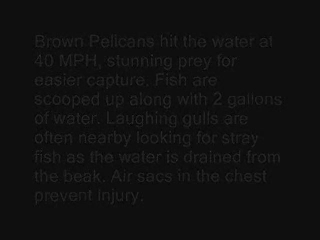 Brown Pelicans hit the water at
40 MPH, stunning prey for
easier capture. Fish are
scooped up along with 2 gallons
of water. Laughing gulls are
often nearby looking for stray
fish as the water is drained from
the beak. Air sacs in the chest
prevent injury.